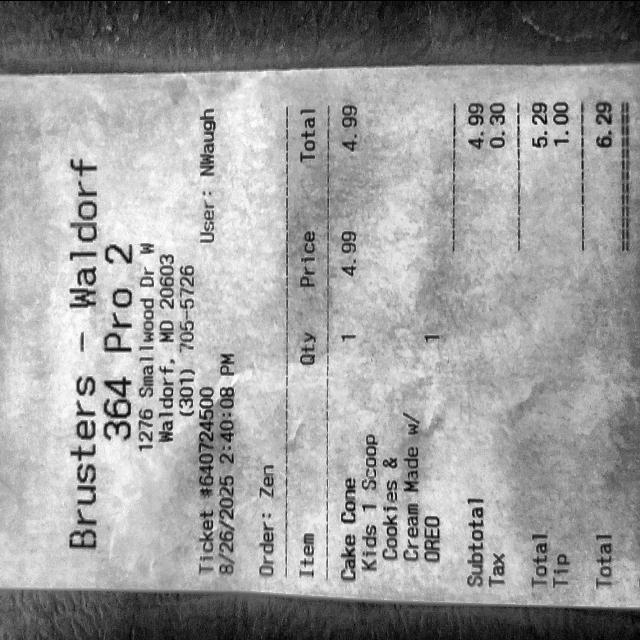 Brusters - Waldorf
364 Pro 2
1276 Smallwood Dr W
Waldorf, MD 20603
(301) 705-5726
Ticket #640724500 User: NWaugh
8/26/2025 2:40:08 PM
Order: Zen
Item Qty Price Total
Cake Cone 1 4.99 4.99
Kids 1 Scoop
Cookies &
Cream Made w/
OREO 1
Subtotal 4.99
Tax 0.30
Total 5.29
Tip 1.00
Total 6.29